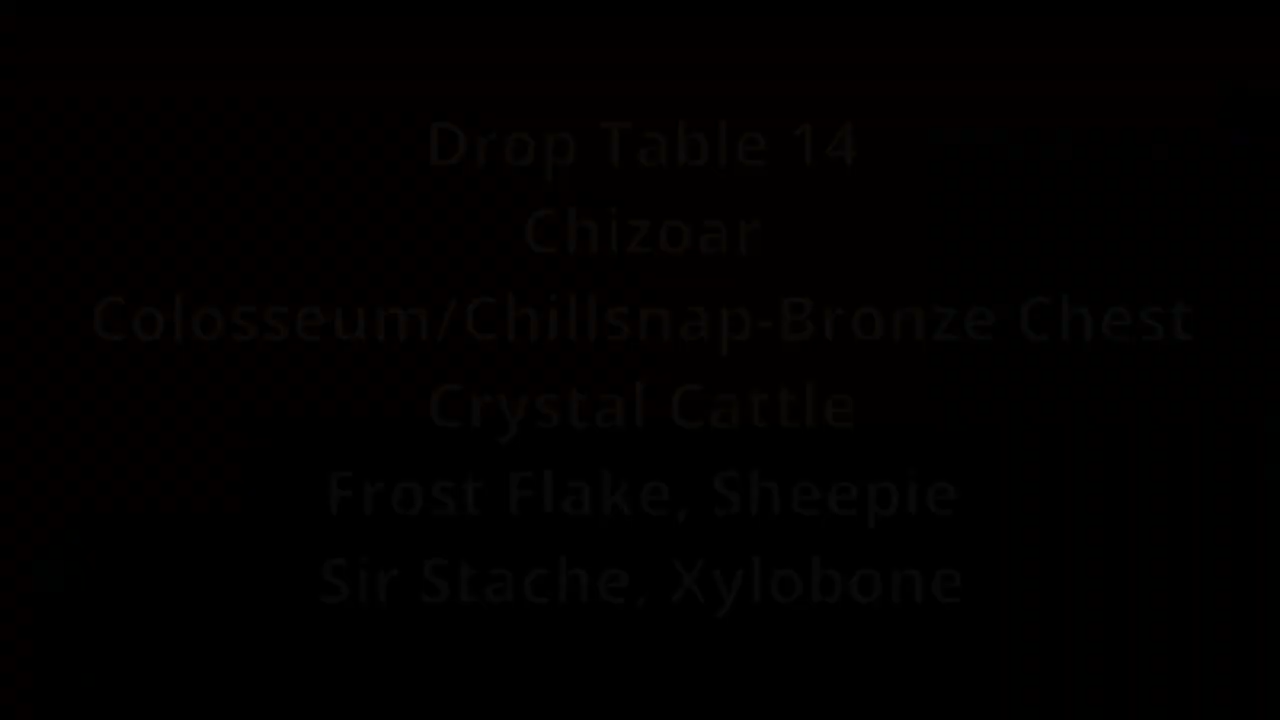 Drop Table 14
Chizoar
Colosseum/Chillsnap-Bronze Chest
Crystal Cattle
Frost Flake, Sheepie
Sir Stache, Xylobone